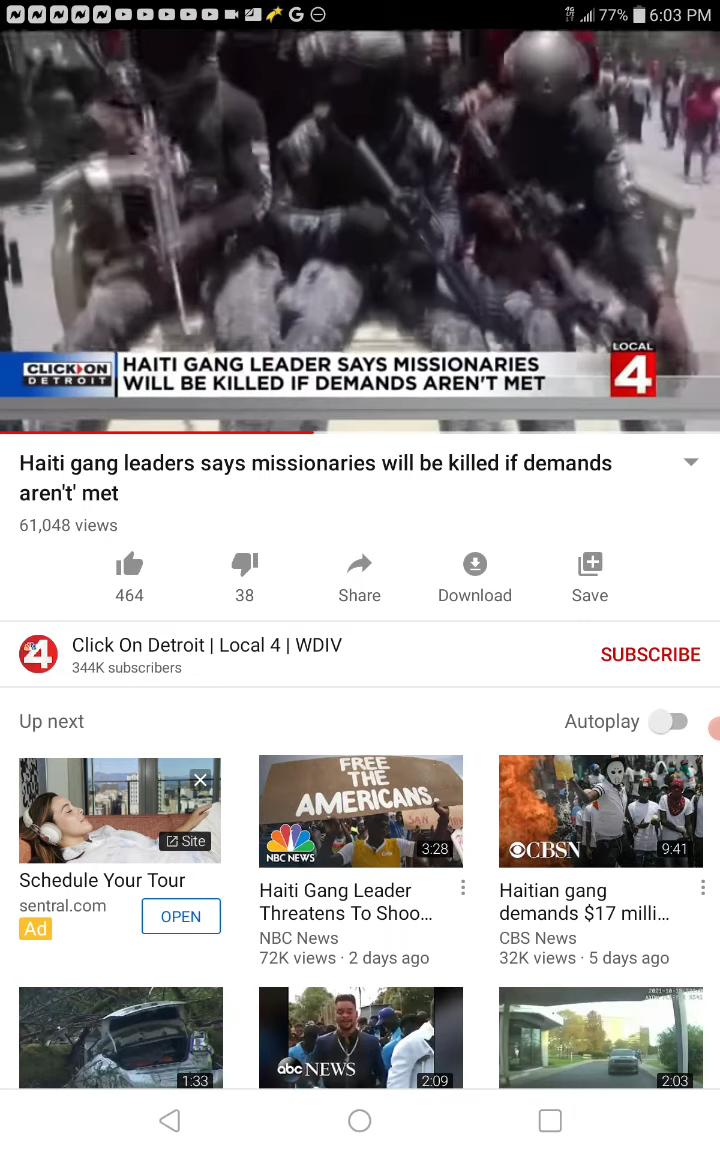 4G LTE 77% 6:03 PM
CLICK ON
DETROIT
HAITI GANG LEADER SAYS MISSIONARIES
WILL BE KILLED IF DEMANDS AREN'T MET
LOCAL
4
Haiti gang leaders says missionaries will be killed if demands
aren't' met
61,048 views
464 38 Share Download Save
4
Click On Detroit | Local 4 | WDIV
344K subscribers
SUBSCRIBE
Up next
Autoplay
Site
Schedule Your Tour
sentral.com
Ad
OPEN
FREE
THE
AMERICANS.
SAN
NBC NEWS
3:28
Haiti Gang Leader
Threatens To Shoo...
NBC News
72K views · 2 days ago
CBSN
9:41
Haitian gang
demands $17 milli...
CBS News
32K views · 5 days ago
1:33
abc NEWS
2:09
2:03